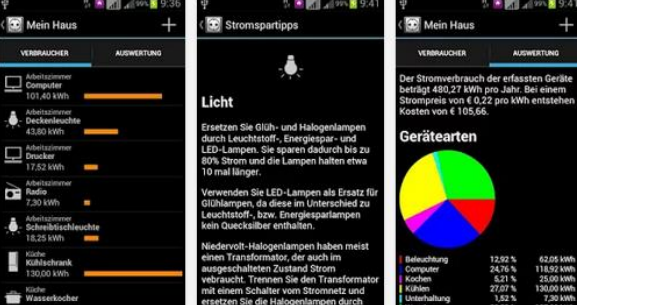 9:36
Mein Haus
VERBRAUCHER AUSWERTUNG
Arbeitszimmer
Computer
101,40 kWh
Arbeitszimmer
Deckenleuchte
43,80 kWh
Arbeitszimmer
Drucker
17,52 kWh
Arbeitszimmer
Radio
7,30 kWh
Arbeitszimmer
Schreibtischleuchte
18,25 kWh
Küche
Kühlschrank
130,00 kWh
Küche
Wasserkocher
99% 9:41
Stromspartipps
Licht
Ersetzen Sie Glüh- und Halogenlampen
durch Leuchtstoff-, Energiespar- und
LED-Lampen. Sie sparen dadurch bis zu
80% Strom und die Lampen halten etwa
10 mal länger.
Verwenden Sie LED-Lampen als Ersatz für
Glühlampen, da diese im Unterschied zu
Leuchtstoff-, bzw. Energiesparlampen
kein Quecksilber enthalten.
Niedervolt-Halogenlampen haben meist
einen Transformator, der auch im
ausgeschalteten Zustand Strom
verbraucht. Trennen Sie den Transformator
mit einem Schalter vom Stromnetz und
ersetzen Sie die Halogenlampen durch
99% 9:41
Mein Haus
VERBRAUCHER AUSWERTUNG
Der Stromverbrauch der erfassten Geräte
beträgt 480,27 kWh pro Jahr. Bei einem
Strompreis von € 0,22 pro kWh entstehen
Kosten von € 105,66.
Gerätearten
Beleuchtung 12,92 % 62,05 kWh
Computer 24,76 % 118,92 kWh
Kochen 5,21 % 25,00 kWh
Kühlen 27,07 % 130,00 kWh
Unterhaltung 1,52 % 7,30 kWh